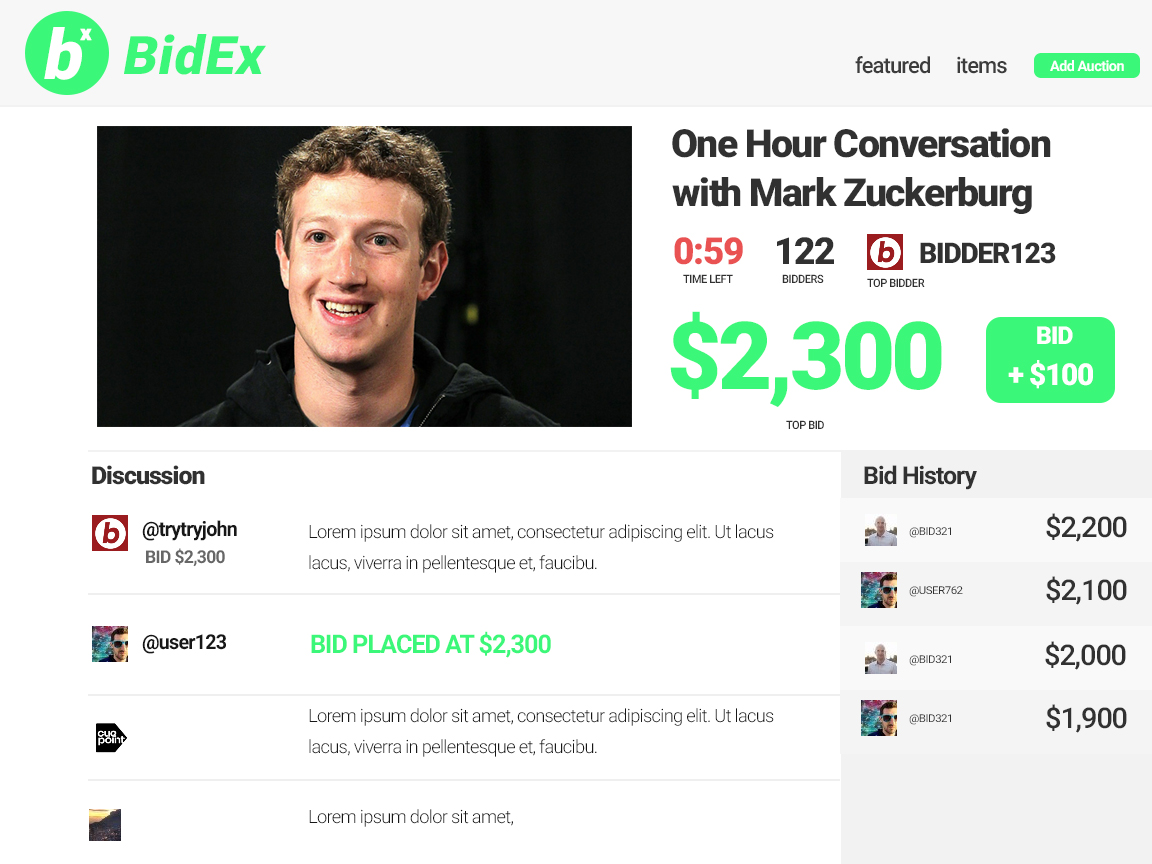 bx BidEx
featured items Add Auction
One Hour Conversation
with Mark Zuckerburg
0:59 122 b BIDDER123
TIME LEFT BIDDERS TOP BIDDER
$2,300 BID
+ $100
TOP BID
Discussion
b @trytryjohn
BID $2,300
Lorem ipsum dolor sit amet, consectetur adipiscing elit. Ut lacus
lacus, viverra in pellentesque et, faucibu.
@user123 BID PLACED AT $2,300
cue
point
Lorem ipsum dolor sit amet, consectetur adipiscing elit. Ut lacus
lacus, viverra in pellentesque et, faucibu.
Lorem ipsum dolor sit amet,
Bid History
@BID321 $2,200
@USER762 $2,100
@BID321 $2,000
@BID321 $1,900